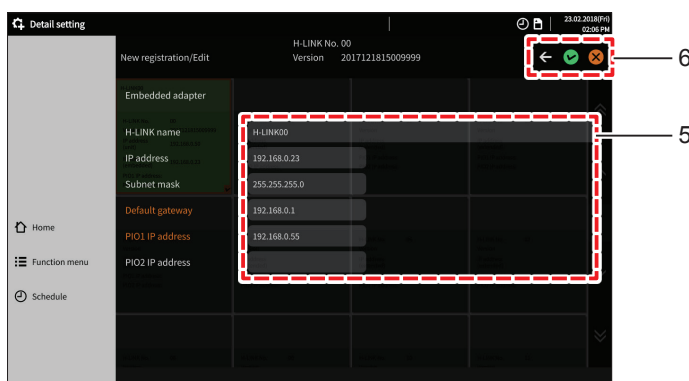 Detail setting
23.02.2018(Fri)
02:06 PM
H-LINK No. 00
New registration/Edit
Version 2017121815009999
6
Embedded adapter
H-LINK name H-LINK00
5
IP address 192.168.0.23
Subnet mask 255.255.255.0
Default gateway 192.168.0.1
PIO1 IP address 192.168.0.55
PIO2 IP address
Home
Function menu
Schedule